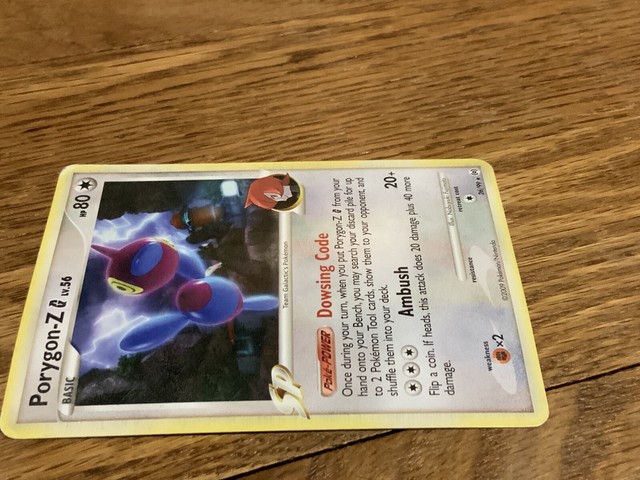 BASIC
Porygon-Z G LV.56
HP 80
Team Galactic's Pokémon
SP
Poké-POWER Dowsing Code
Once during your turn, when you put Porygon-Z G from your
hand onto your Bench, you may search your discard pile for up
to 2 Pokémon Tool cards, show them to your opponent, and
shuffle them into your deck.
Ambush 20+
Flip a coin. If heads, this attack does 20 damage plus 40 more
damage.
weakness
×2
resistance
retreat cost
©2009 Pokémon/Nintendo